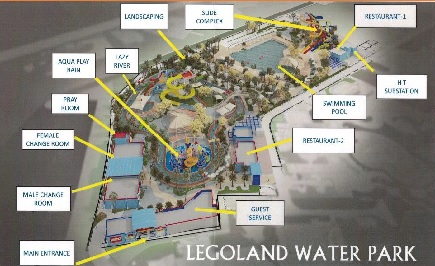 LANDSCAPING
SLIDE
COMPLEX
RESTAURANT-1
AQUA PLAY
BAIN
LAZY
RIVER
H T
SUBSTATION
PRAY
ROOM
SWIMMING
POOL
FEMALE
CHANGE ROOM
RESTAURANT-2
MALE CHANGE
ROOM
GUEST
SERVICE
MAIN ENTRANCE
LEGOLAND WATER PARK